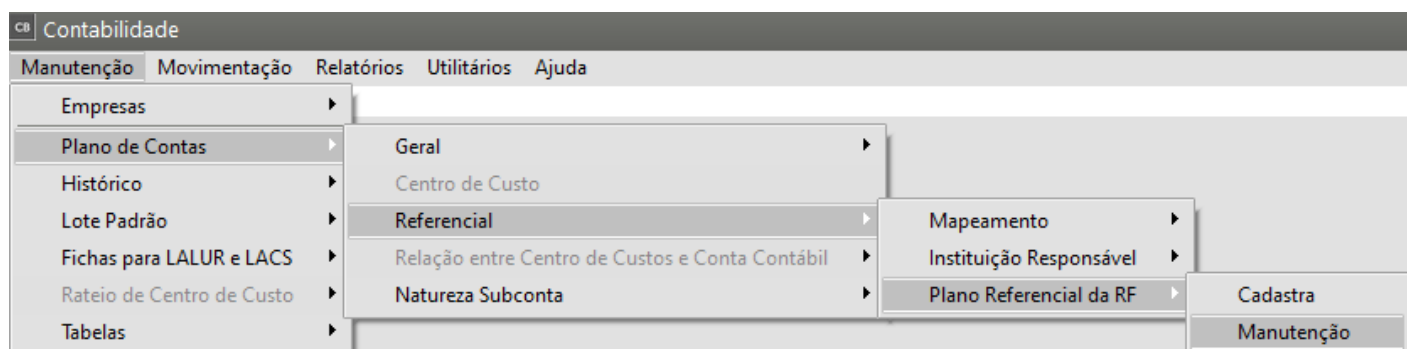 CB Contabilidade
Manutenção Movimentação Relatórios Utilitários Ajuda
Empresas
Plano de Contas Geral
Histórico Centro de Custo
Lote Padrão Referencial Mapeamento
Fichas para LALUR e LACS Relação entre Centro de Custos e Conta Contábil Instituição Responsável
Rateio de Centro de Custo Natureza Subconta Plano Referencial da RF Cadastra
Tabelas Manutenção